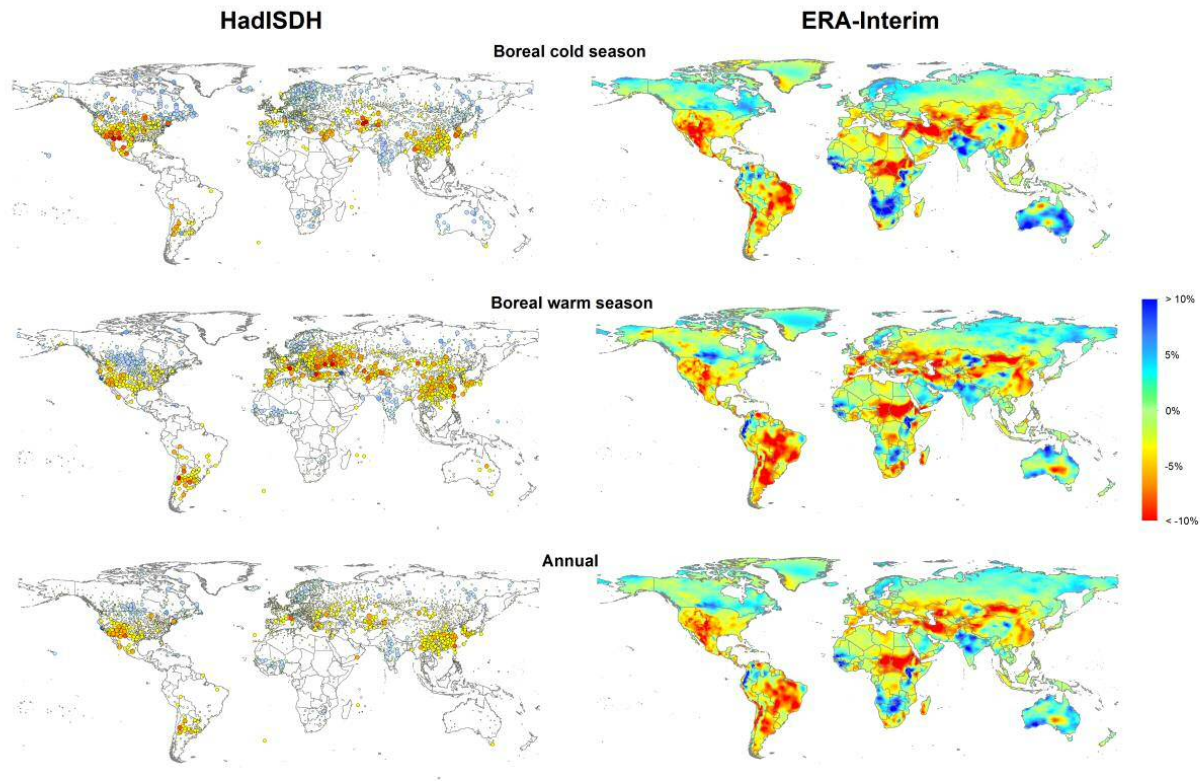 HadISDH
ERA-Interim
Boreal cold season
Boreal warm season
> 10%
5%
0%
-5%
< -10%
Annual